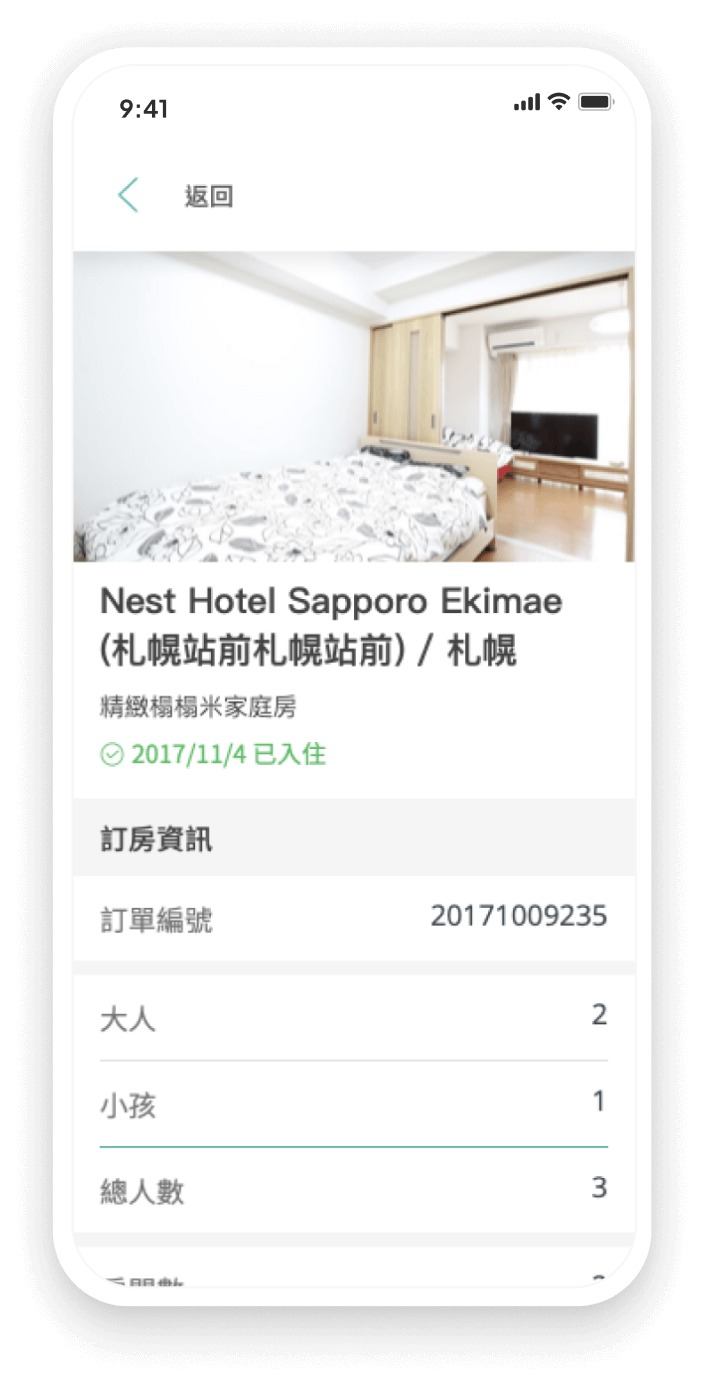 9:41
返回
Nest Hotel Sapporo Ekimae
(札幌站前札幌站前) / 札幌
精緻榻榻米家庭房
2017/11/4 已入住
訂房資訊
訂單編號 20171009235
大人 2
小孩 1
總人數 3